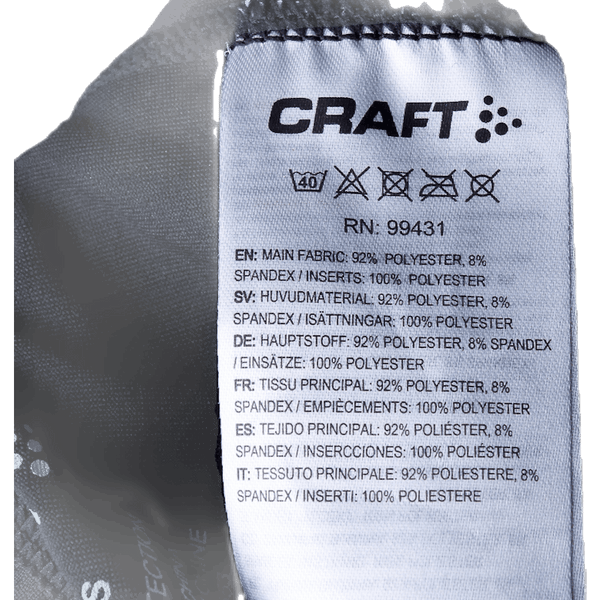 CRAFT
40
RN: 99431
EN: MAIN FABRIC: 92% POLYESTER, 8%
SPANDEX / INSERTS: 100% POLYESTER
SV: HUVUDMATERIAL: 92% POLYESTER, 8%
SPANDEX / ISÄTTNINGAR: 100% POLYESTER
DE: HAUPTSTOFF: 92% POLYESTER, 8% SPANDEX
/ EINSÄTZE: 100% POLYESTER
FR: TISSU PRINCIPAL: 92% POLYESTER, 8%
SPANDEX / EMPIÈCEMENTS: 100% POLYESTER
ES: TEJIDO PRINCIPAL: 92% POLIÉSTER, 8%
SPANDEX / INSERCCIONES: 100% POLIÉSTER
IT: TESSUTO PRINCIPALE: 92% POLIESTERE, 8%
SPANDEX / INSERTI: 100% POLIESTERE